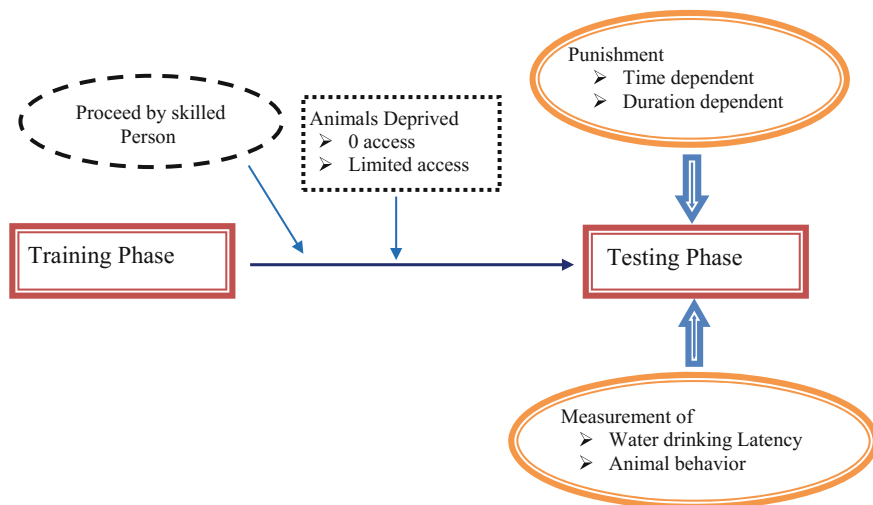 Proceed by skilled
Person
Animals Deprived
➢ 0 access
➢ Limited access
Punishment
➢ Time dependent
➢ Duration dependent
Training Phase
Testing Phase
Measurement of
➢ Water drinking Latency
➢ Animal behavior